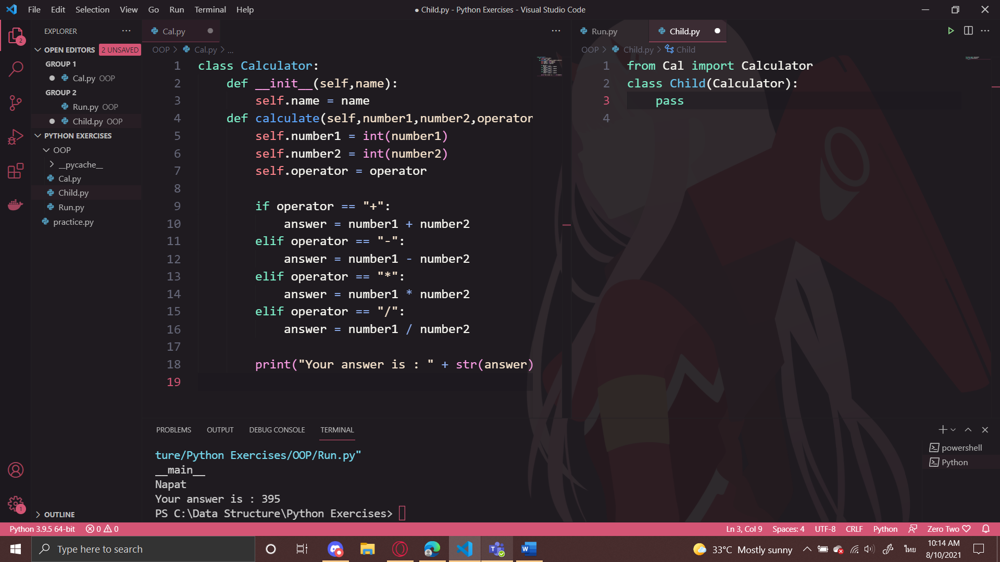 File Edit Selection View Go Run Terminal Help
● Child.py - Python Exercises - Visual Studio Code
EXPLORER
OPEN EDITORS 2 UNSAVED
GROUP 1
Cal.py OOP
GROUP 2
Run.py OOP
Child.py OOP
PYTHON EXERCISES
OOP
__pycache__
Cal.py
Child.py
Run.py
practice.py
OUTLINE
2
1
Cal.py
OOP > Cal.py > ...
1 class Calculator:
2 def __init__(self,name):
3 self.name = name
4 def calculate(self,number1,number2,operator
5 self.number1 = int(number1)
6 self.number2 = int(number2)
7 self.operator = operator
8
9 if operator == "+":
10 answer = number1 + number2
11 elif operator == "-":
12 answer = number1 - number2
13 elif operator == "*":
14 answer = number1 * number2
15 elif operator == "/":
16 answer = number1 / number2
17
18 print("Your answer is : " + str(answer)
19
Run.py Child.py
OOP > Child.py > Child
1 from Cal import Calculator
2 class Child(Calculator):
3 pass
4
PROBLEMS OUTPUT DEBUG CONSOLE TERMINAL
ture/Python Exercises/OOP/Run.py"
__main__
Napat
Your answer is : 395
PS C:\Data Structure\Python Exercises>
powershell
Python
Python 3.9.5 64-bit 0 0 Ln 3, Col 9 Spaces: 4 UTF-8 CRLF Python Zero Two
Type here to search
W
33°C Mostly sunny
ไทย
10:14 AM
8/10/2021